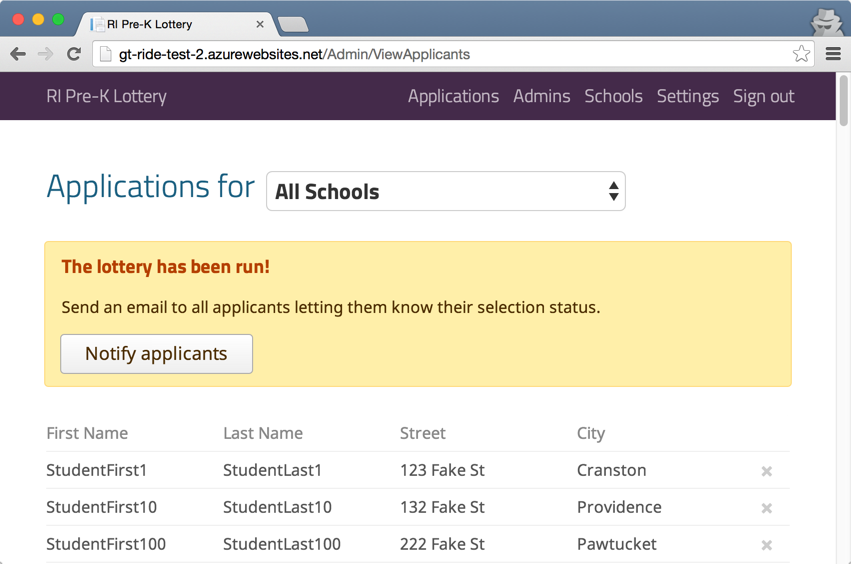 RI Pre-K Lottery
gt-ride-test-2.azurewebsites.net/Admin/ViewApplicants
RI Pre-K Lottery Applications Admins Schools Settings Sign out
Applications for All Schools
The lottery has been run!
Send an email to all applicants letting them know their selection status.
Notify applicants
First Name Last Name Street City
StudentFirst1 StudentLast1 123 Fake St Cranston
StudentFirst10 StudentLast10 132 Fake St Providence
StudentFirst100 StudentLast100 222 Fake St Pawtucket